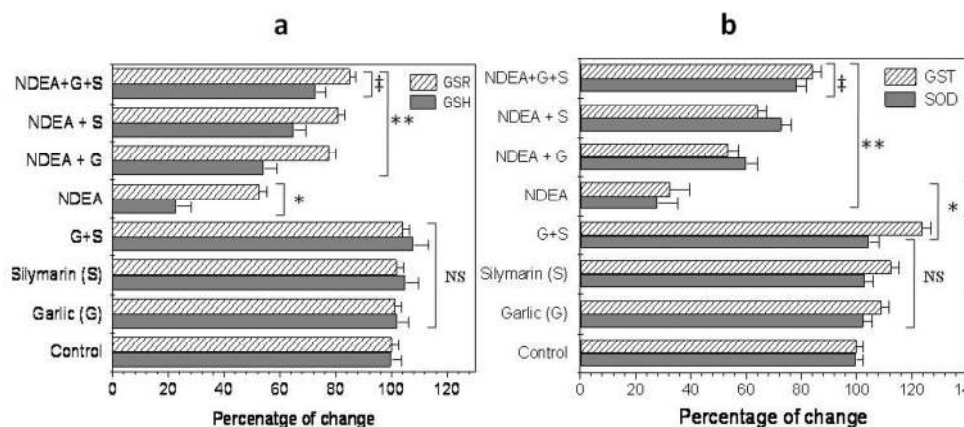 a
NDEA+G+S
NDEA + S
NDEA + G
NDEA
G+S
Silymarin (S)
Garlic (G)
Control
GSR
GSH
‡
**
*
NS
0 20 40 60 80 100 120
Percenatge of change
b
NDEA+G+S
NDEA + S
NDEA + G
NDEA
G+S
Silymarin (S)
Garlic (G)
Control
GST
SOD
‡
**
*
NS
0 20 40 60 80 100 120 14
Percentage of change